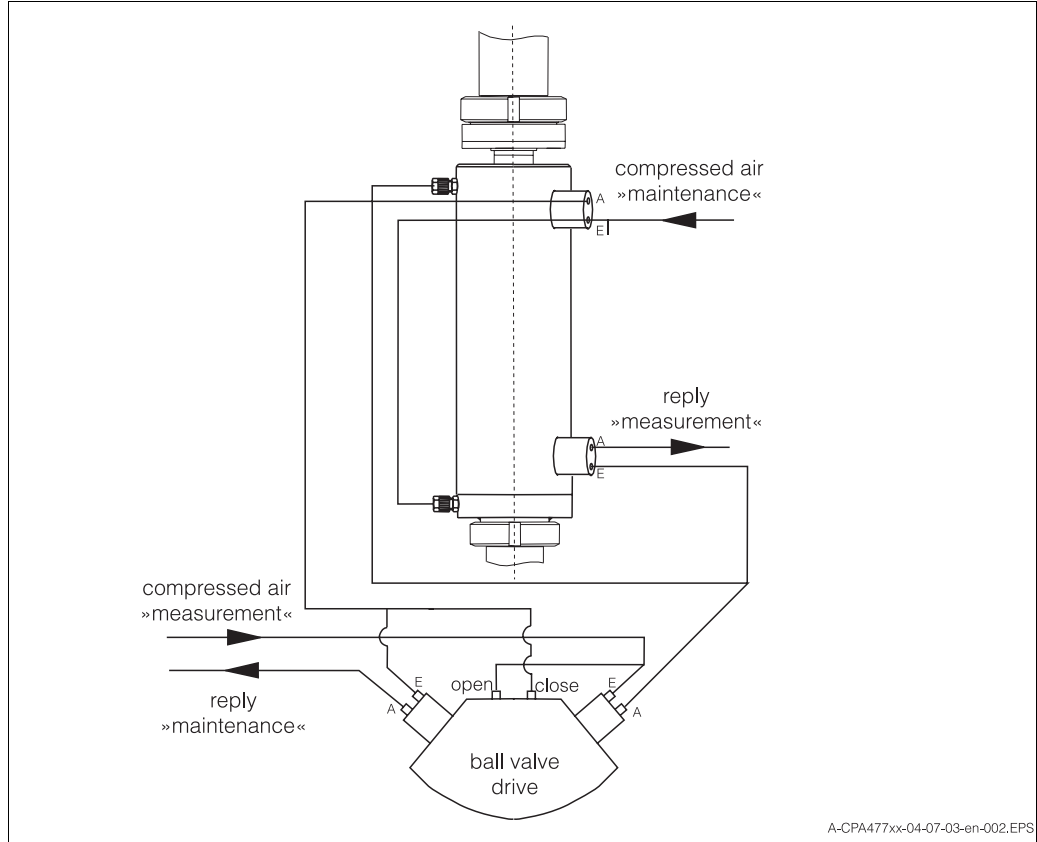 compressed air
»maintenance«
A
E
reply
»measurement«
A
E
compressed air
»measurement«
reply
»maintenance«
E
A
open
close
E
A
ball valve
drive
A-CPA477xx-04-07-03-en-002.EPS